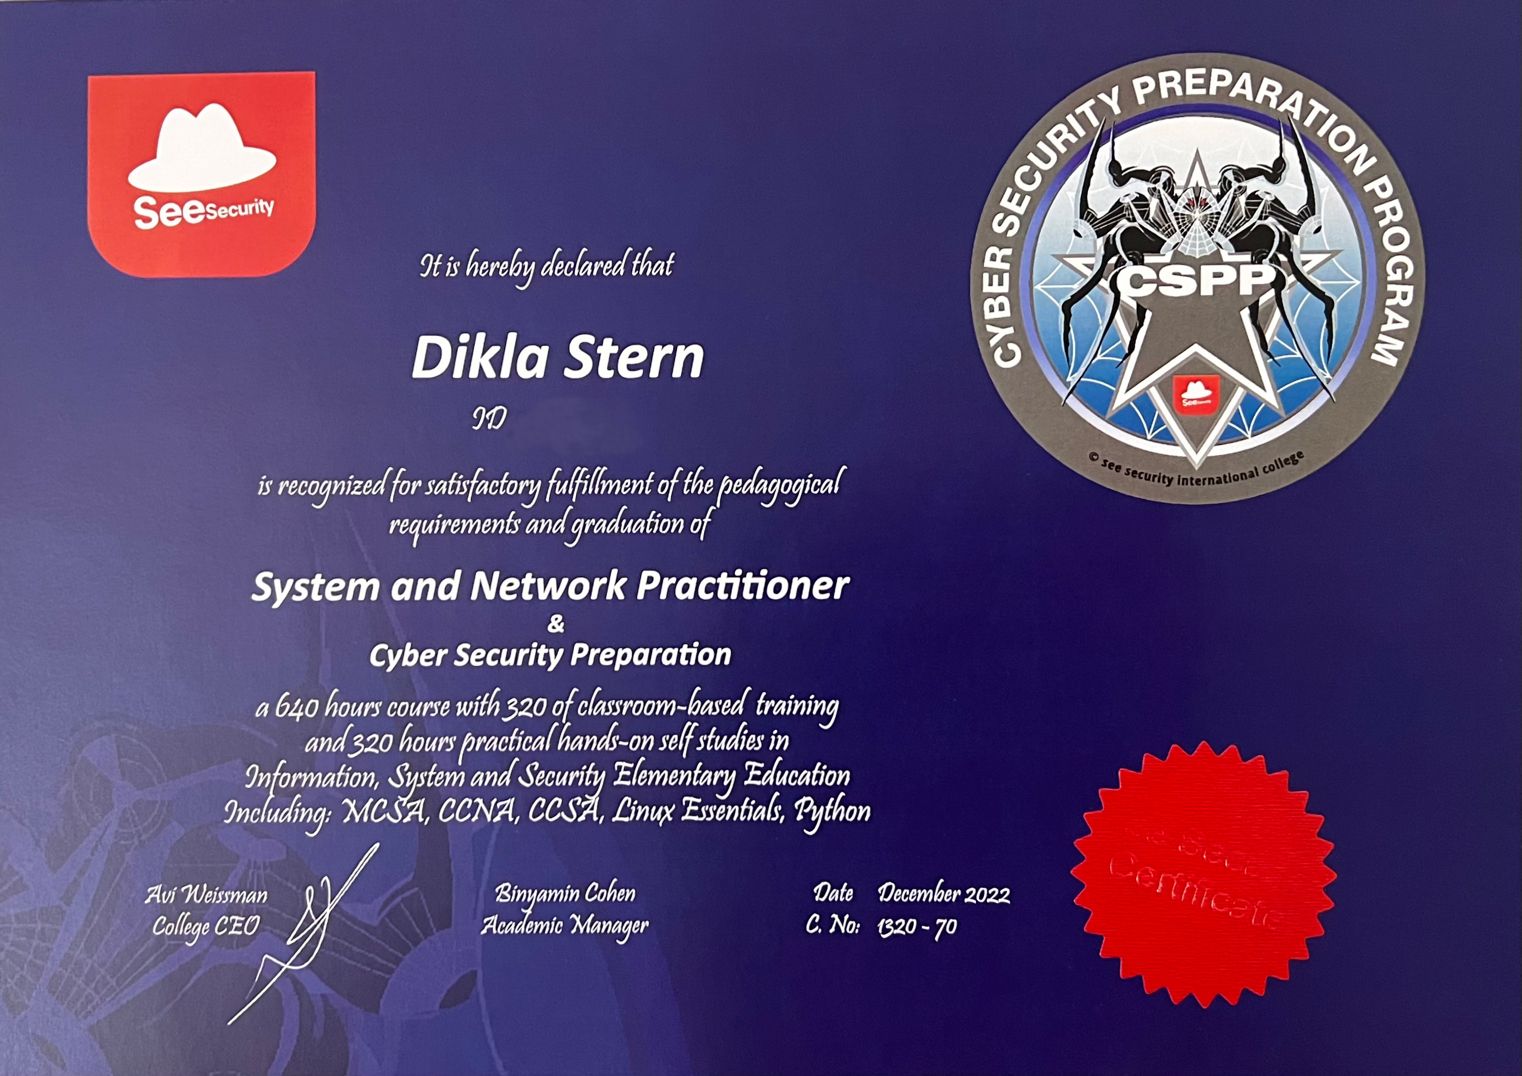 SeeSecurity
CYBER SECURITY PREPARATION PROGRAM
CSPP
See
© see security international college
It is hereby declared that
Dikla Stern
ID
is recognized for satisfactory fulfillment of the pedagogical
requirements and graduation of
System and Network Practitioner
&
Cyber Security Preparation
a 640 hours course with 320 of classroom-based training
and 320 hours practical hands-on self studies in
Information, System and Security Elementary Education
Including: MCSA, CCNA, CCSA, Linux Essentials, Python
Avi Weissman
College CEO
Binyamin Cohen
Academic Manager
Date December 2022
C. No: 1320 - 70
Certificate